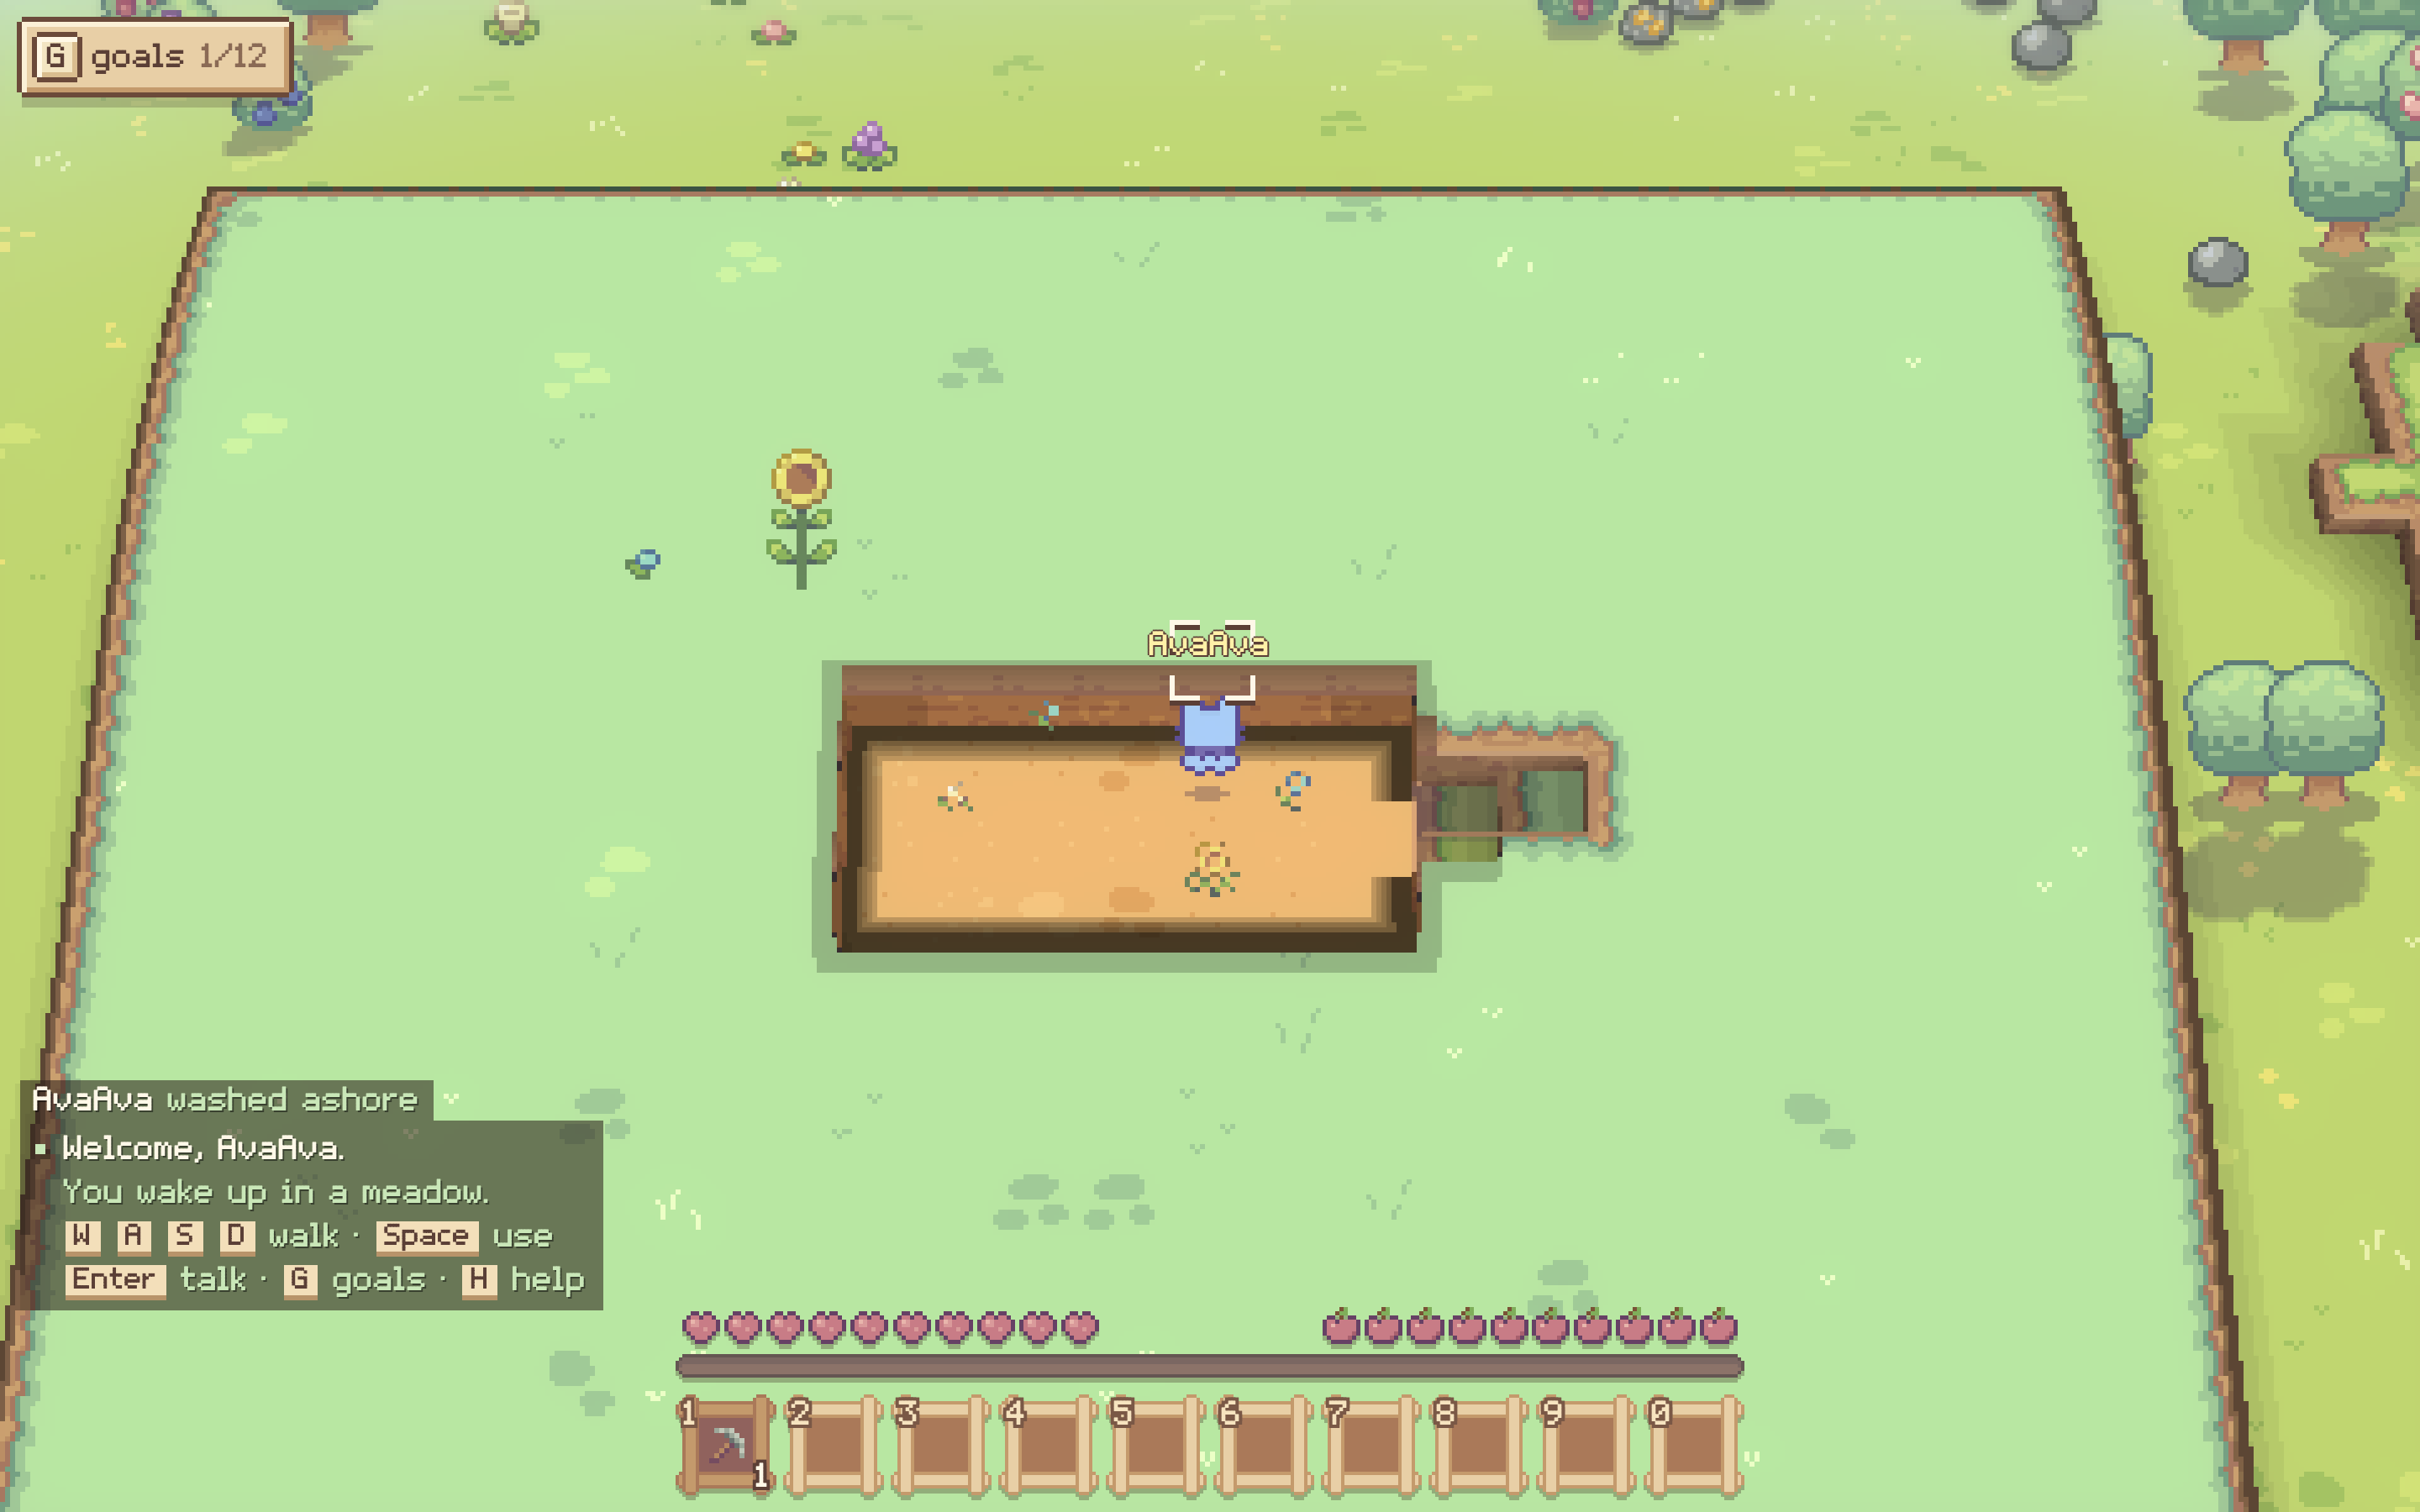 G goals 1/12
AvaAva
AvaAva washed ashore
Welcome, AvaAva.
You wake up in a meadow.
W A S D walk · Space use
Enter talk · G goals · H help
1 2 3 4 5 6 7 8 9 0
1